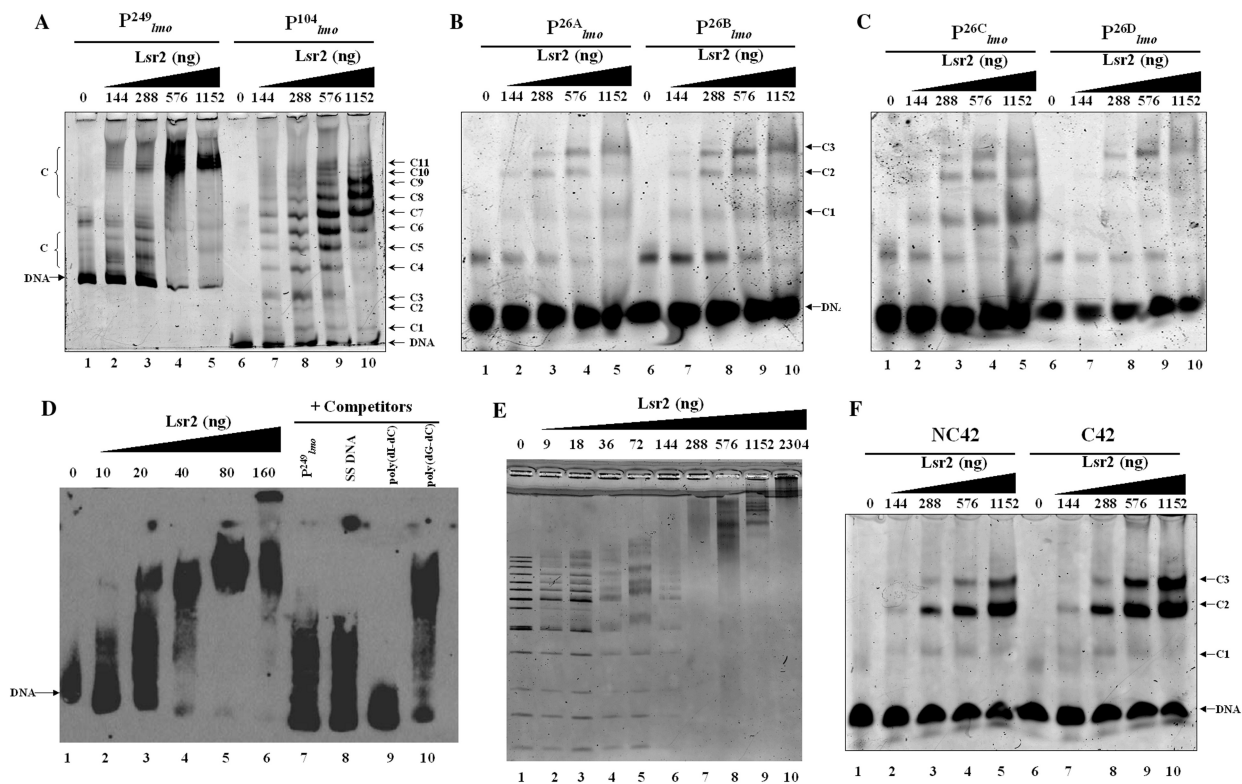 A
P²⁴⁹lmo P¹⁰⁴lmo
Lsr2 (ng)
0 144 288 576 1152 0 144 288 576 1152
C
C
DNA
C11
C10
C9
C8
C7
C6
C5
C4
C3
C2
C1
DNA
1 2 3 4 5 6 7 8 9 10
B
P²⁶ᴬlmo P²⁶ᴮlmo
Lsr2 (ng) Lsr2 (ng)
0 144 288 576 1152 0 144 288 576 1152
C3
C2
C1
DN
1 2 3 4 5 6 7 8 9 10
C
P²⁶ᶜlmo P²⁶ᴰlmo
Lsr2 (ng) Lsr2 (ng)
0 144 288 576 1152 0 144 288 576 1152
1 2 3 4 5 6 7 8 9 10
D
Lsr2 (ng)
+ Competitors
0 10 20 40 80 160
P²⁴⁹lmo
SS DNA
poly(dI-dC)
poly(dG-dC)
DNA
1 2 3 4 5 6 7 8 9 10
E
Lsr2 (ng)
0 9 18 36 72 144 288 576 1152 2304
1 2 3 4 5 6 7 8 9 10
F
NC42 C42
Lsr2 (ng) Lsr2 (ng)
0 144 288 576 1152 0 144 288 576 1152
C3
C2
C1
DNA
1 2 3 4 5 6 7 8 9 10